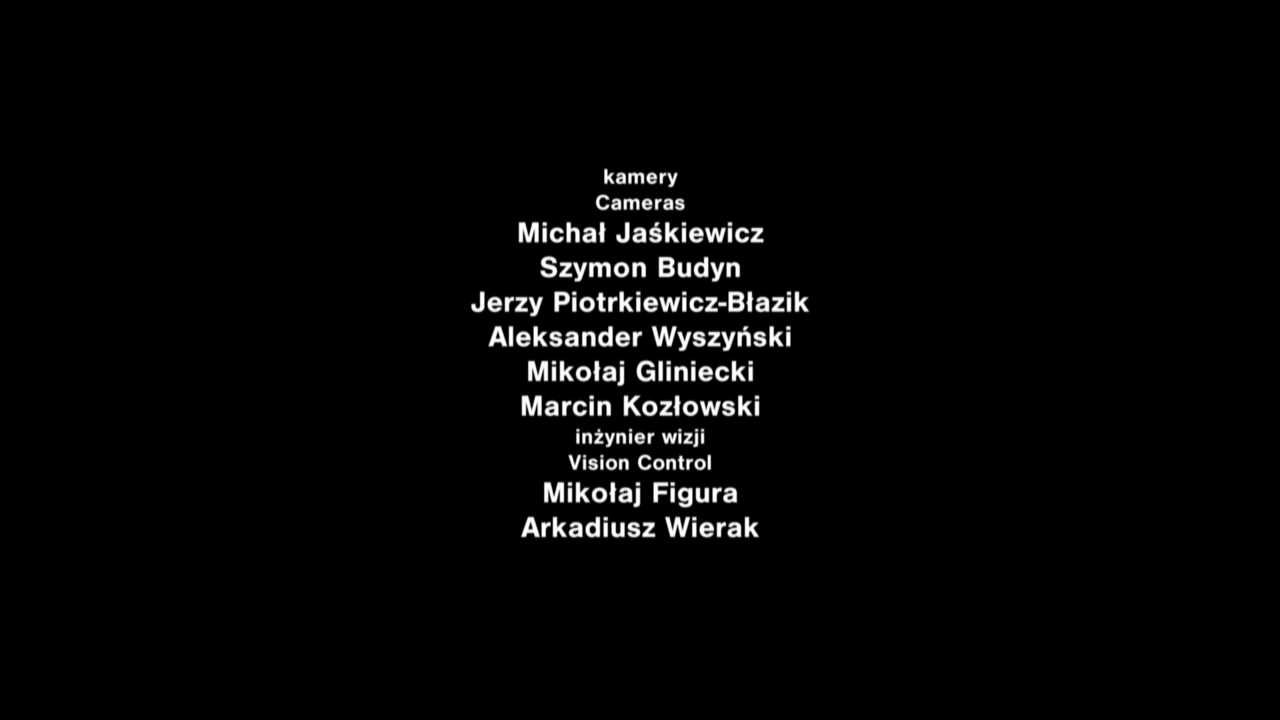 kamery
Cameras
Michał Jaśkiewicz
Szymon Budyn
Jerzy Piotrkiewicz-Błazik
Aleksander Wyszyński
Mikołaj Gliniecki
Marcin Kozłowski
inżynier wizji
Vision Control
Mikołaj Figura
Arkadiusz Wierak